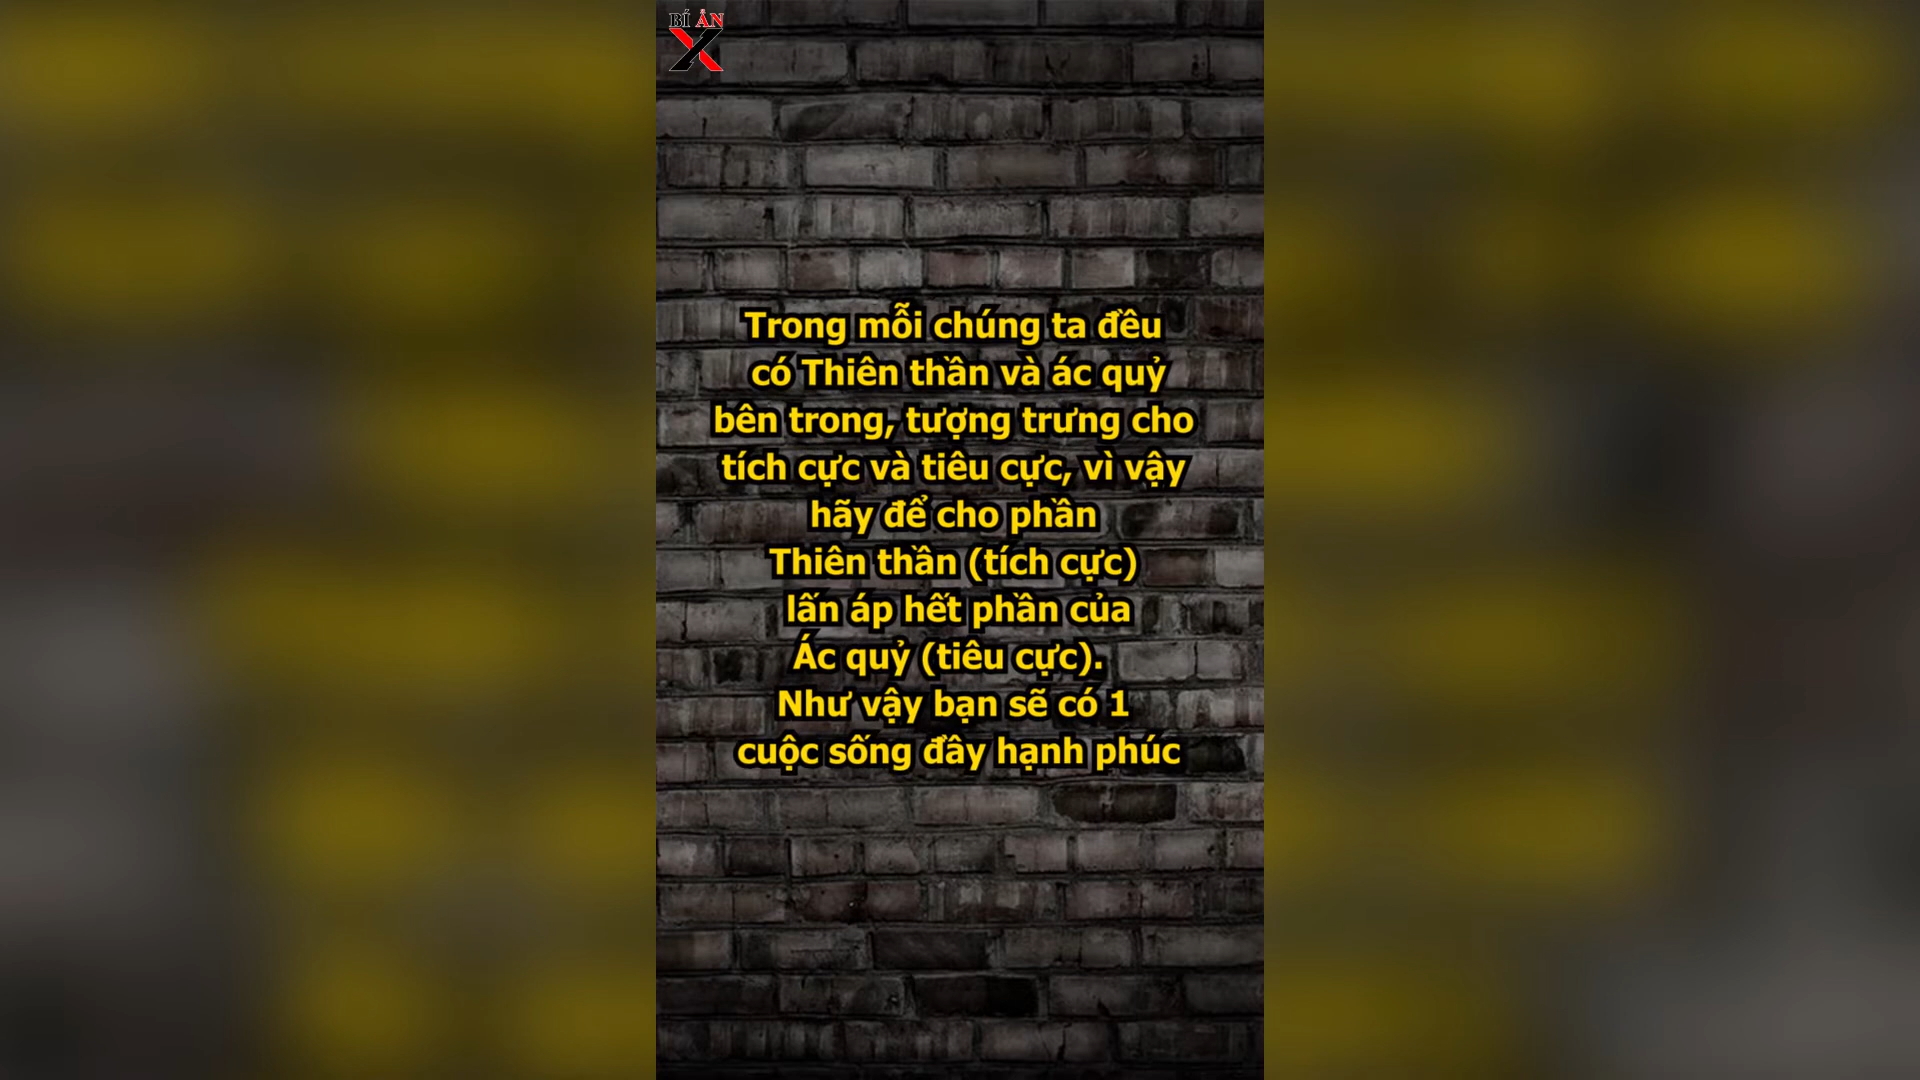 BÍ ẨN
X
Trong mỗi chúng ta đều
có Thiên thần và ác quỷ
bên trong, tượng trưng cho
tích cực và tiêu cực, vì vậy
hãy để cho phần
Thiên thần (tích cực)
lấn áp hết phần của
Ác quỷ (tiêu cực).
Như vậy bạn sẽ có 1
cuộc sống đầy hạnh phúc